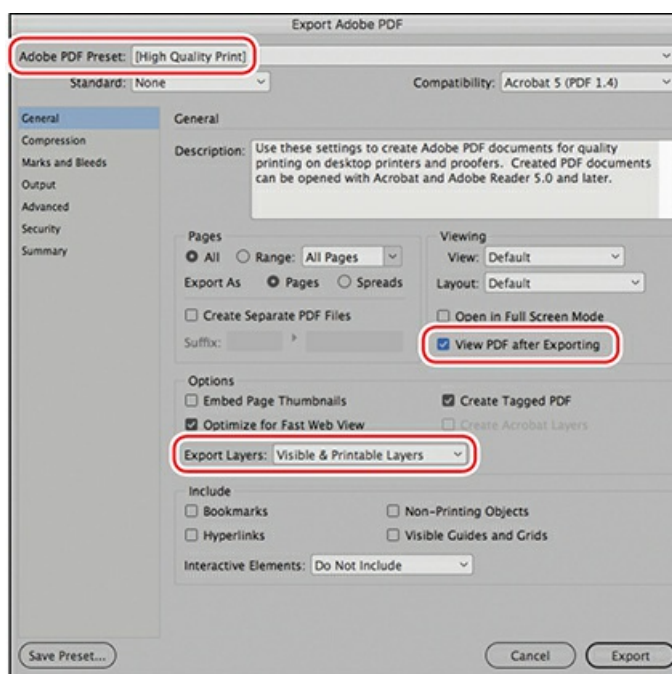 Export Adobe PDF
Adobe PDF Preset: [High Quality Print]
Standard: None Compatibility: Acrobat 5 (PDF 1.4)
General
Compression
Marks and Bleeds
Output
Advanced
Security
Summary
General
Description: Use these settings to create Adobe PDF documents for quality
printing on desktop printers and proofers. Created PDF documents
can be opened with Acrobat and Adobe Reader 5.0 and later.
Pages
All Range: All Pages
Export As Pages Spreads
Create Separate PDF Files
Suffix:
Viewing
View: Default
Layout: Default
Open in Full Screen Mode
View PDF after Exporting
Options
Embed Page Thumbnails Create Tagged PDF
Optimize for Fast Web View Create Acrobat Layers
Export Layers: Visible & Printable Layers
Include
Bookmarks Non-Printing Objects
Hyperlinks Visible Guides and Grids
Interactive Elements: Do Not Include
Save Preset... Cancel Export